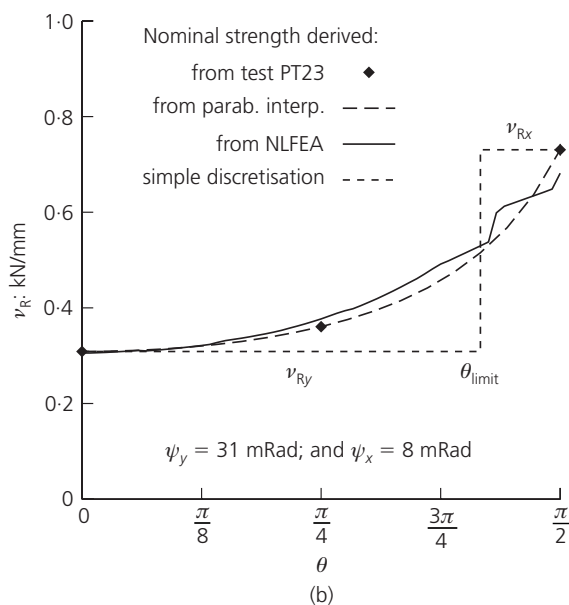 1·0
Nominal strength derived:
from test PT23
from parab. interp.
from NLFEA
simple discretisation
0·8
0·6
0·4
0·2
0
ν_R: kN/mm
ν_Rx
ν_Ry
θ_limit
ψ_y = 31 mRad; and ψ_x = 8 mRad
0
π/8
π/4
3π/4
π/2
θ
(b)